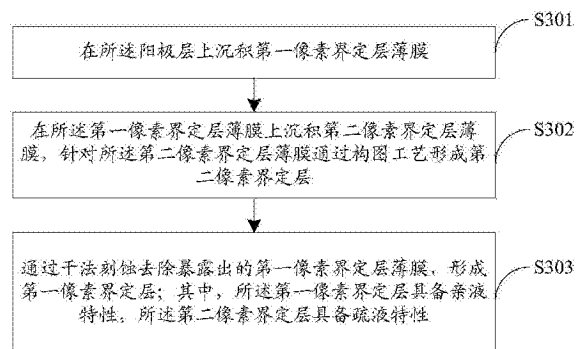 在所述阳极层上沉积第一像素界定层薄膜
S301
在所述第一像素界定层薄膜上沉积第二像素界定层薄
膜，针对所述第二像素界定层薄膜通过构图工艺形成第
二像素界定层
S302
通过干法刻蚀去除暴露出的第一像素界定层薄膜，形成
第一像素界定层；其中，所述第一像素界定层具备亲液
特性，所述第二像素界定层具备疏液特性
S303